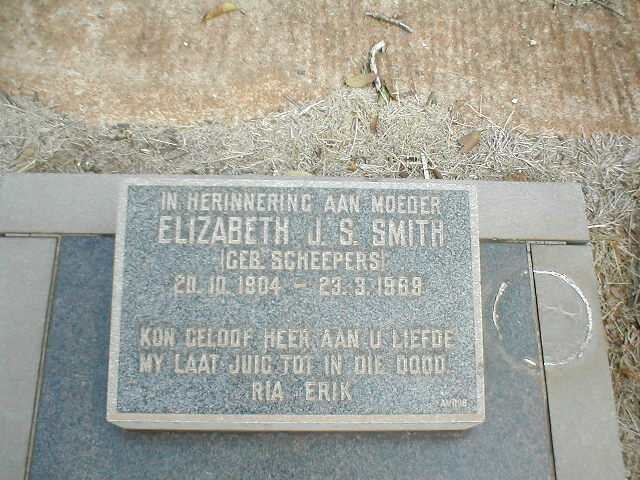 IN HERINNERING AAN MOEDER
ELIZABETH J. S. SMITH
(GEB. SCHEEPERS)
20.10.1904 - 23.3.1969
KON GELOOF HEER AAN U LIEFDE
MY LAAT JUIG TOT IN DIE DOOD.
RIA ERIK